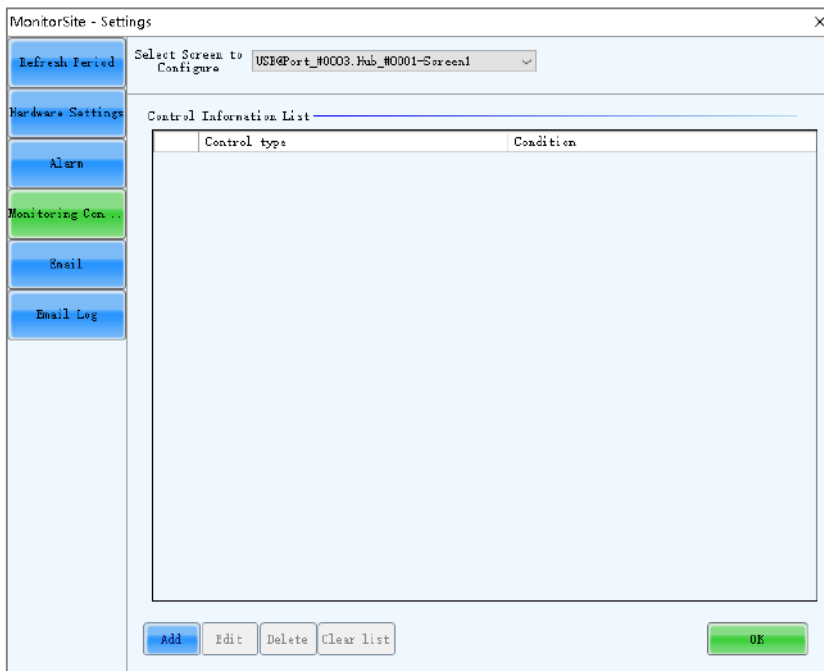 MonitorSite - Settings
Refresh Period
Hardware Settings
Alarm
Monitoring Con ...
Email
Email Log
Select Screen to
Configure
USB@Port_#0003.Hub_#0001-Screen1
Control Information List
Control type Condition
Add Edit Delete Clear list OK